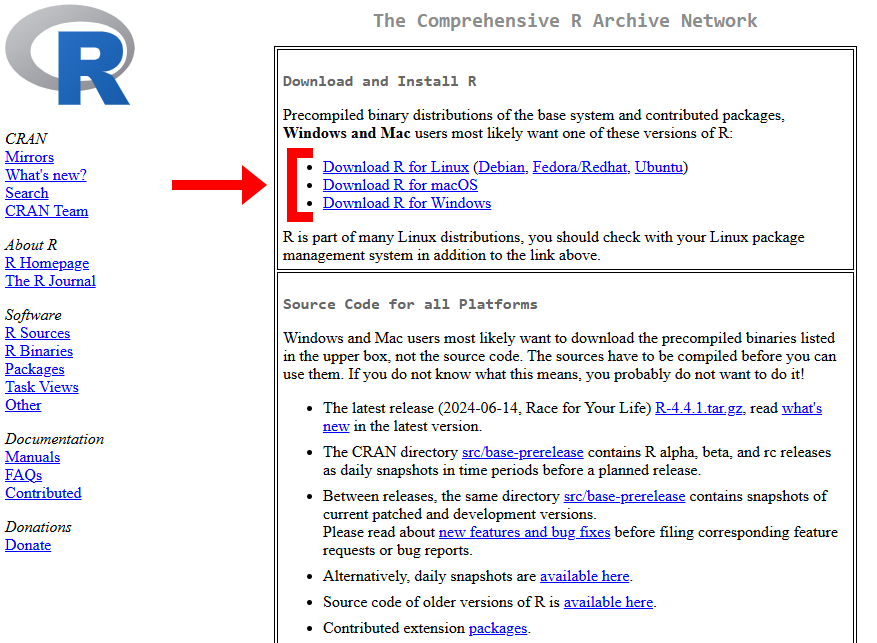 The Comprehensive R Archive Network
R
CRAN
Mirrors
What's new?
Search
CRAN Team
About R
R Homepage
The R Journal
Software
R Sources
R Binaries
Packages
Task Views
Other
Documentation
Manuals
FAQs
Contributed
Donations
Donate
Download and Install R
Precompiled binary distributions of the base system and contributed packages,
Windows and Mac users most likely want one of these versions of R:
• Download R for Linux (Debian, Fedora/Redhat, Ubuntu)
• Download R for macOS
• Download R for Windows
R is part of many Linux distributions, you should check with your Linux package
management system in addition to the link above.
Source Code for all Platforms
Windows and Mac users most likely want to download the precompiled binaries listed
in the upper box, not the source code. The sources have to be compiled before you can
use them. If you do not know what this means, you probably do not want to do it!
• The latest release (2024-06-14, Race for Your Life) R-4.4.1.tar.gz, read what's
new in the latest version.
• The CRAN directory src/base-prerelease contains R alpha, beta, and rc releases
as daily snapshots in time periods before a planned release.
• Between releases, the same directory src/base-prerelease contains snapshots of
current patched and development versions.
Please read about new features and bug fixes before filing corresponding feature
requests or bug reports.
• Alternatively, daily snapshots are available here.
• Source code of older versions of R is available here.
• Contributed extension packages.